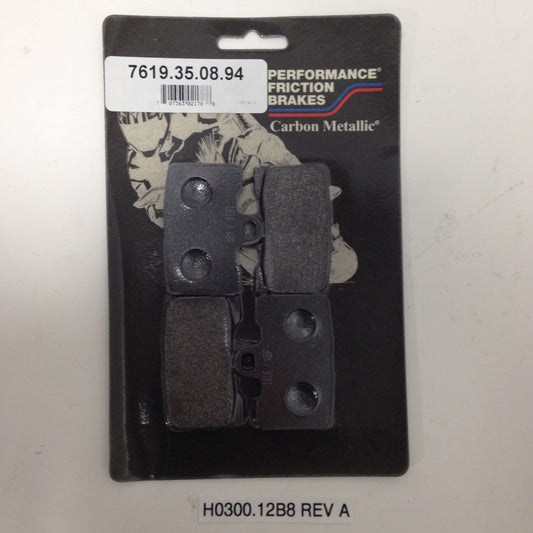 7619.35.08.94
PERFORMANCE®
FRICTION
BRAKES
Carbon Metallic®
H0300.12B8 REV A